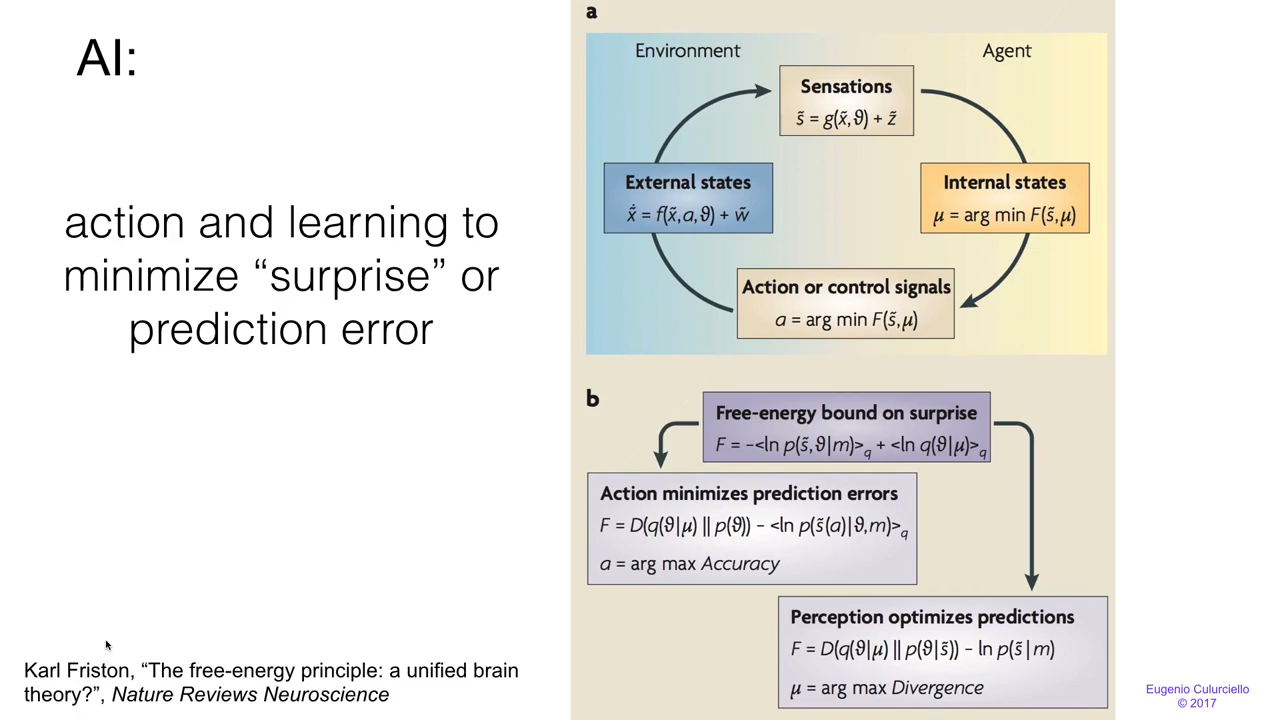 AI:
action and learning to
minimize “surprise” or
prediction error
Karl Friston, “The free-energy principle: a unified brain
theory?”, Nature Reviews Neuroscience
a
Environment
Agent
Sensations
s̃ = g(x̃,ϑ) + z̃
External states
ẋ̃ = f(x̃,a,ϑ) + w̃
Internal states
μ = arg min F(s̃,μ)
Action or control signals
a = arg min F(s̃,μ)
b
Free-energy bound on surprise
F = −<ln p(s̃,ϑ|m)>q + <ln q(ϑ|μ)>q
Action minimizes prediction errors
F = D(q(ϑ|μ) || p(ϑ)) − <ln p(s̃(a)|ϑ,m)>q
a = arg max Accuracy
Perception optimizes predictions
F = D(q(ϑ|μ) || p(ϑ|s̃)) − ln p(s̃|m)
μ = arg max Divergence
Eugenio Culurciello
© 2017